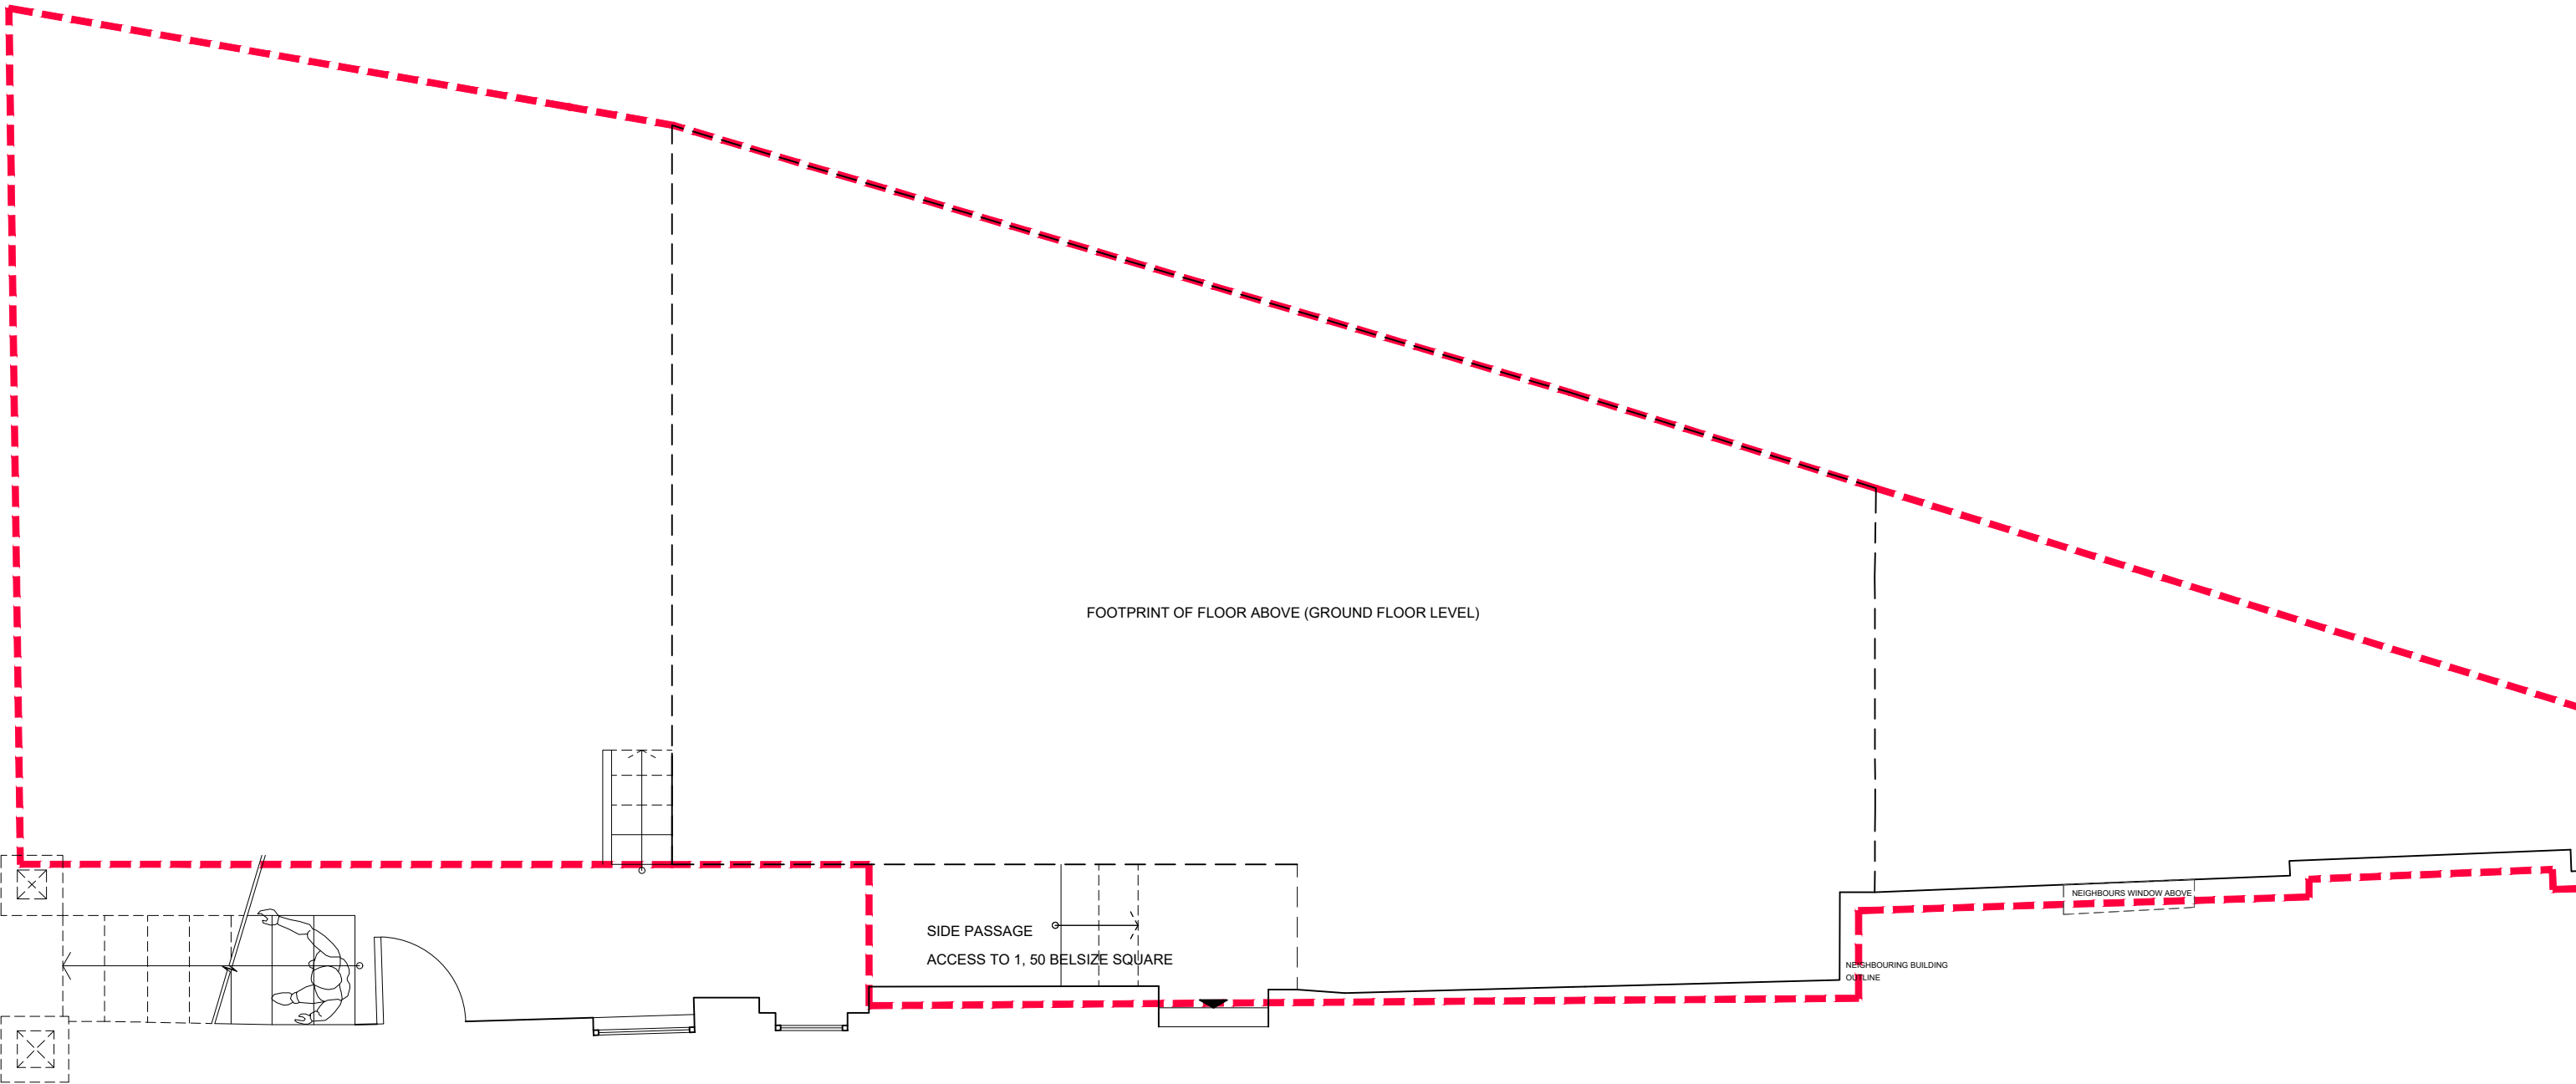 FOOTPRINT OF FLOOR ABOVE (GROUND FLOOR LEVEL)
NEIGHBOURS WINDOW ABOVE
SIDE PASSAGE
ACCESS TO 1, 50 BELSIZE SQUARE
NEIGHBOURING BUILDING
OUTLINE